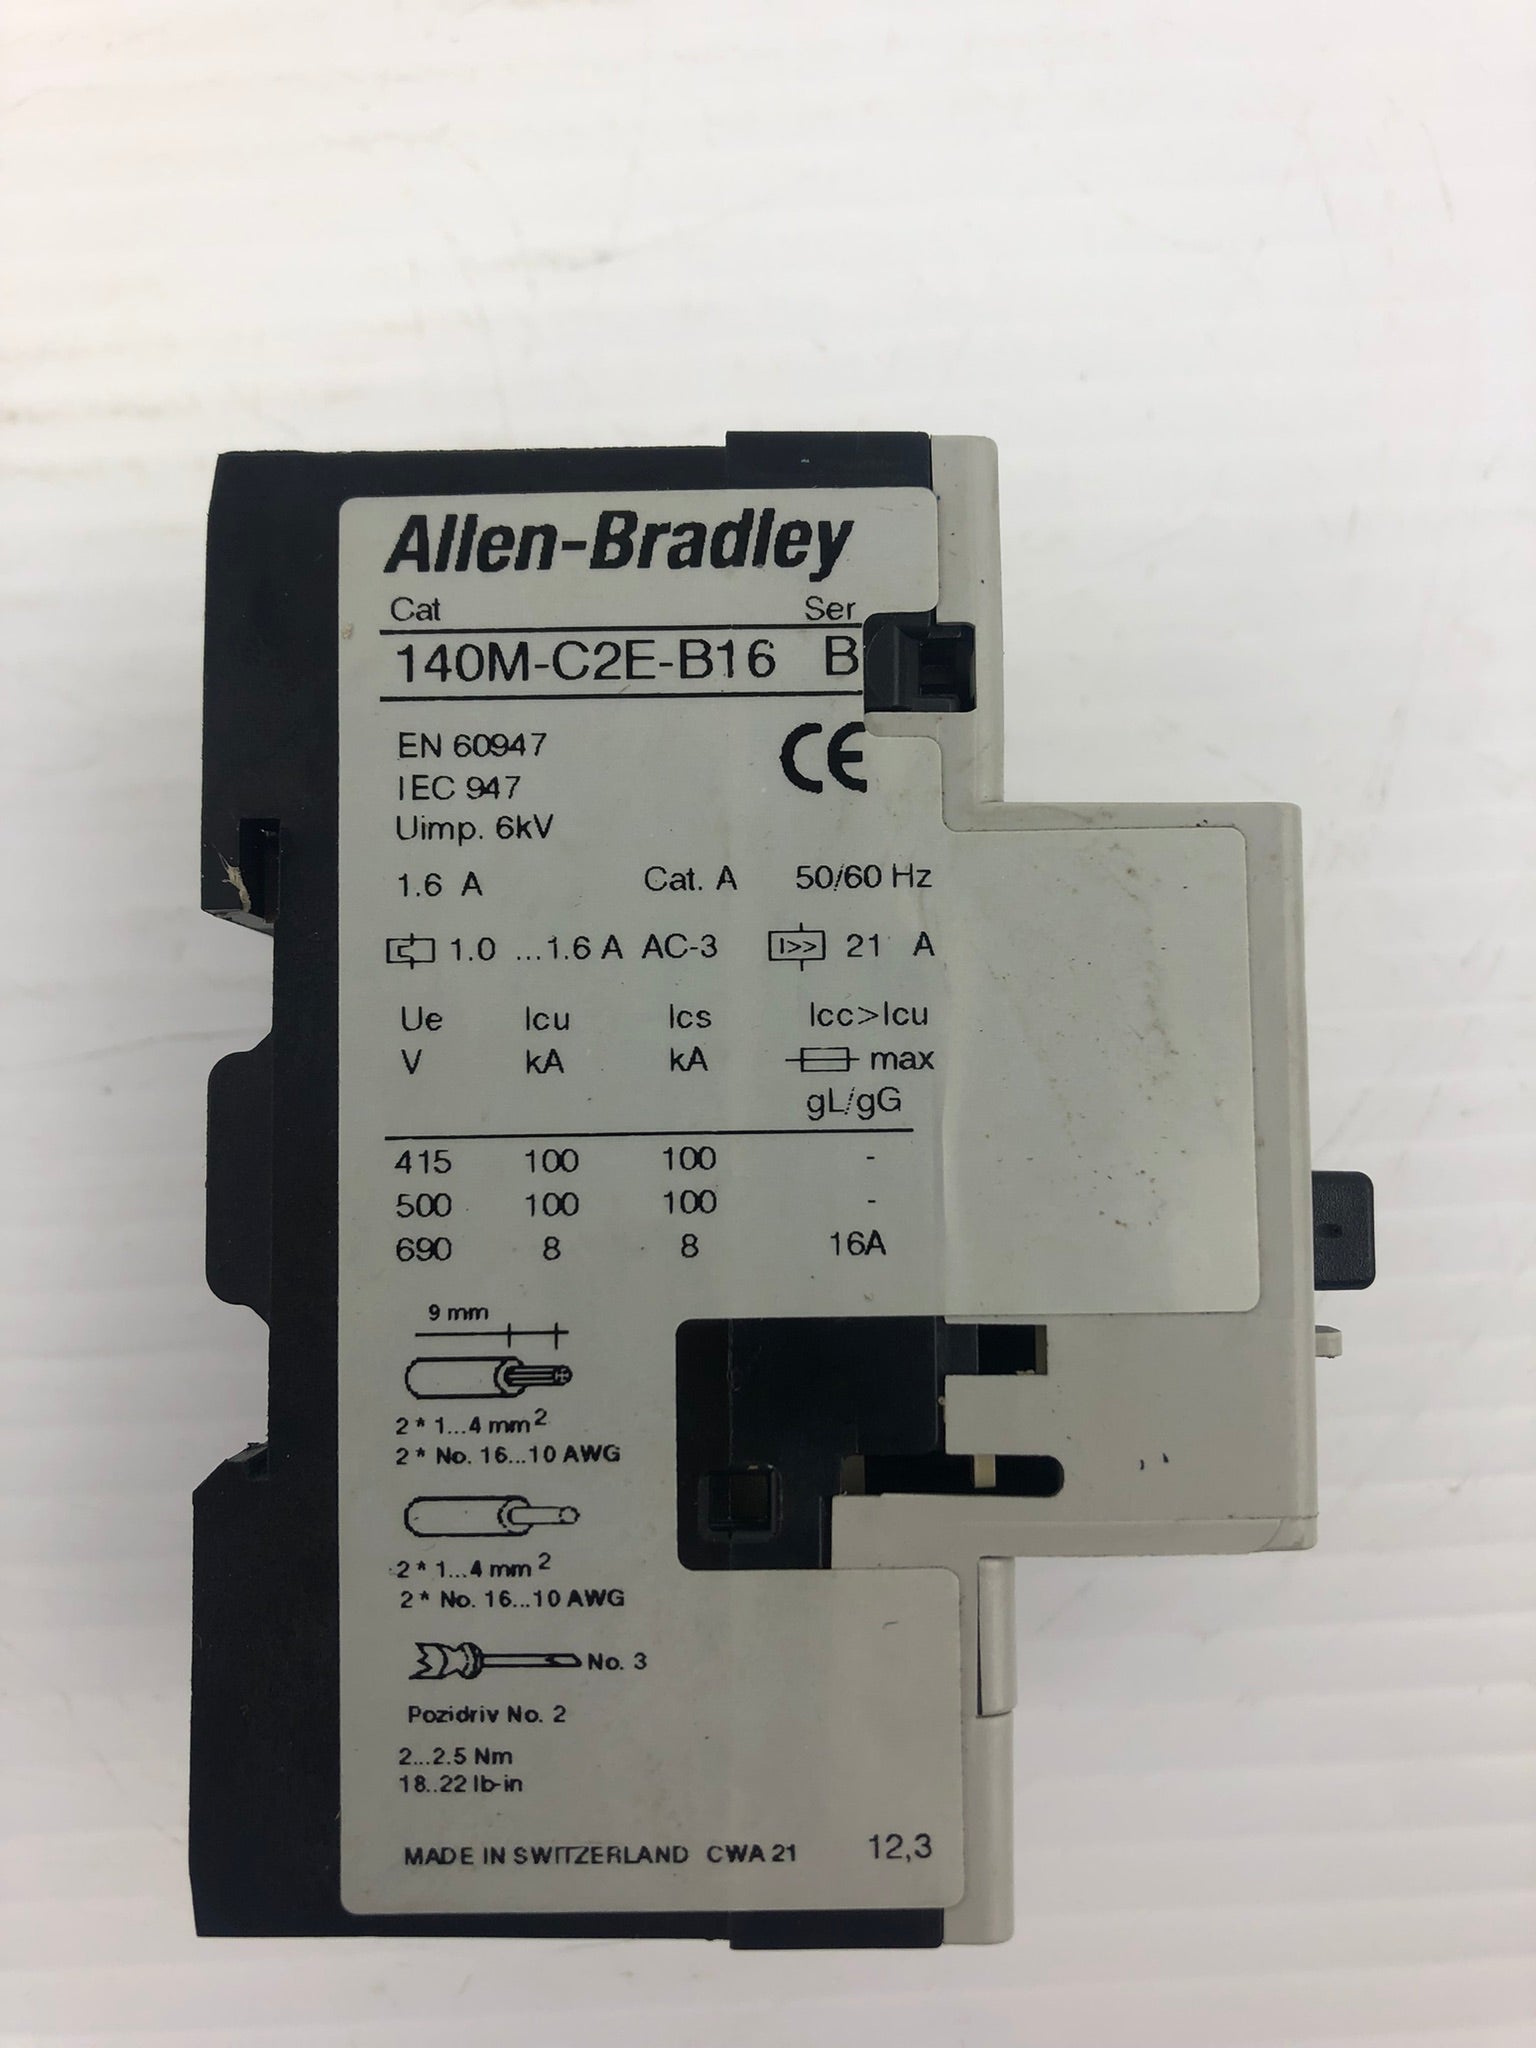 Allen-Bradley
Cat Ser
140M-C2E-B16 B
EN 60947
CE
IEC 947
Uimp. 6kV
1.6 A Cat. A 50/60 Hz
1.0 ...1.6 A AC-3 I>> 21 A
Ue Icu Ics Icc>Icu
V kA kA max
gL/gG
415 100 100 -
500 100 100 -
690 8 8 16A
9 mm
2 * 1...4 mm²
2 * No. 16...10 AWG
2 * 1...4 mm²
2 * No. 16...10 AWG
No. 3
Pozidriv No. 2
2...2.5 Nm
18..22 lb-in
MADE IN SWITZERLAND CWA 21 12,3